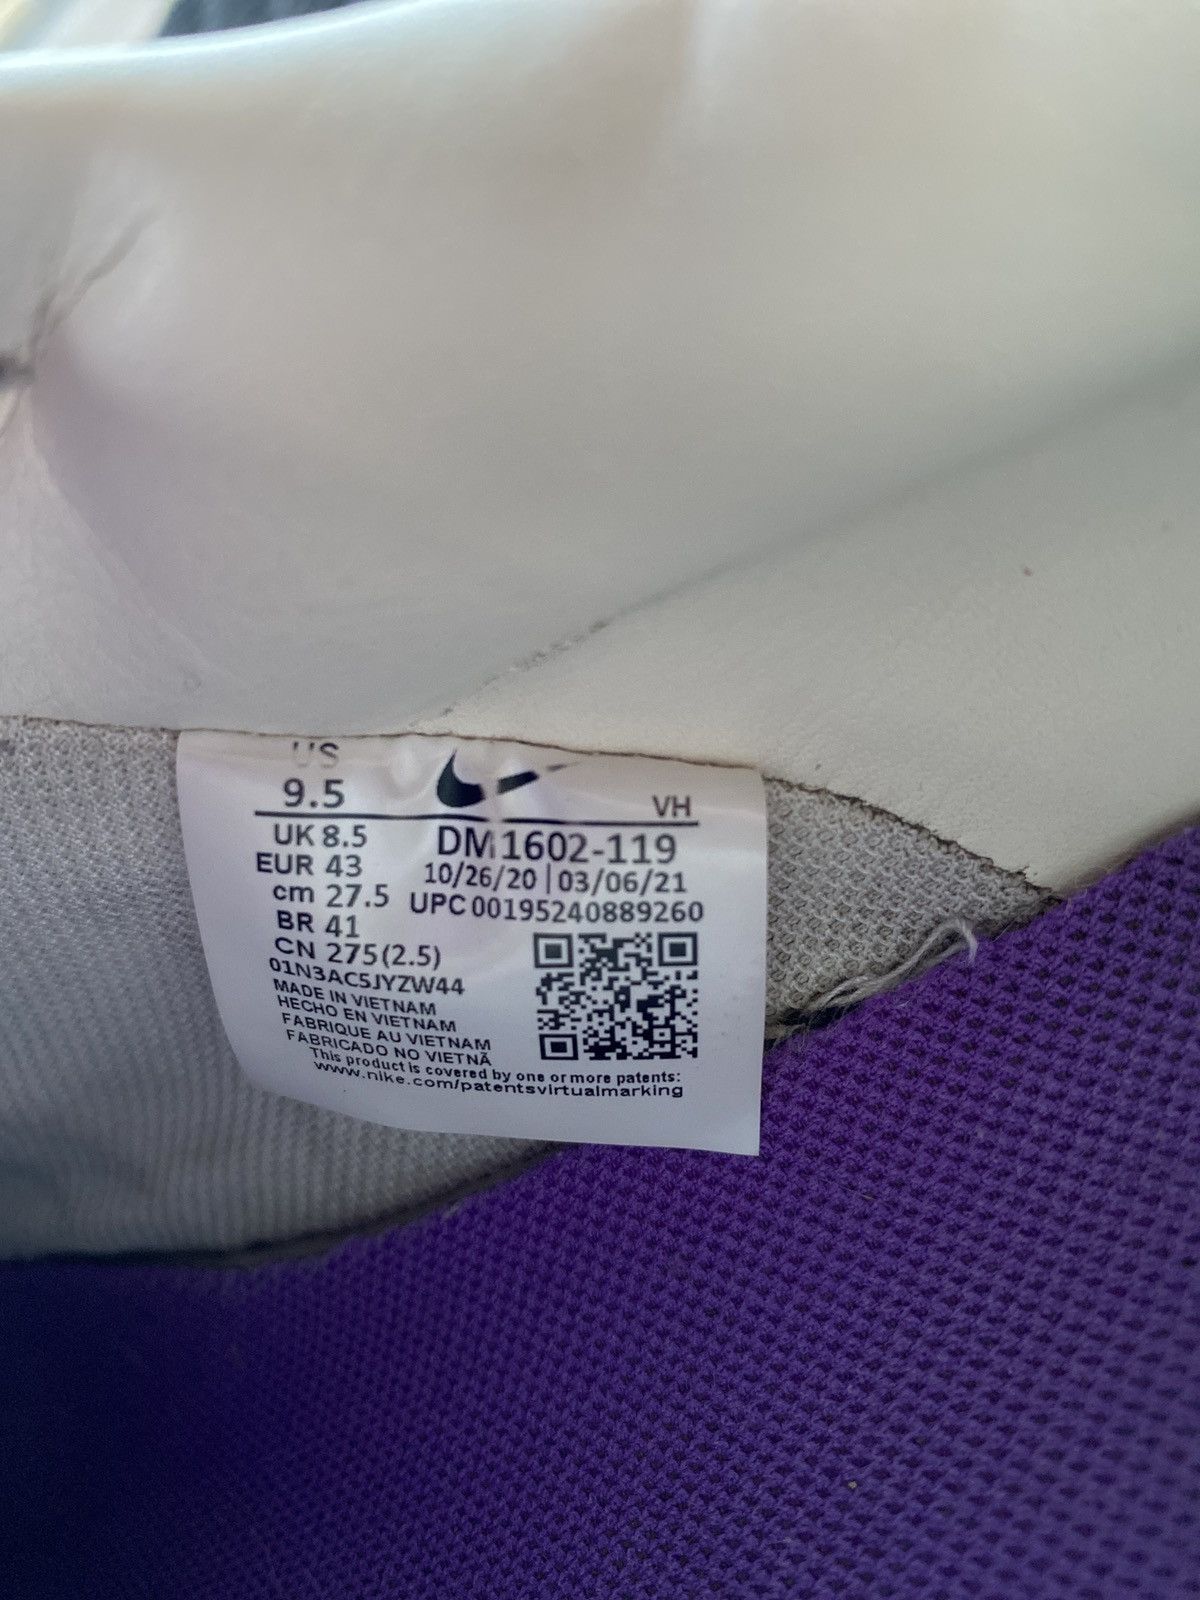 US
9.5
VH
UK 8.5
DM1602-119
EUR 43
10/26/20 | 03/06/21
cm 27.5
UPC 00195240889260
BR 41
CN 275(2.5)
01N3AC5JYZW44
MADE IN VIETNAM
HECHO EN VIETNAM
FABRIQUE AU VIETNAM
FABRICADO NO VIETNÃ
This product is covered by one or more patents:
www.nike.com/patentsvirtualmarking